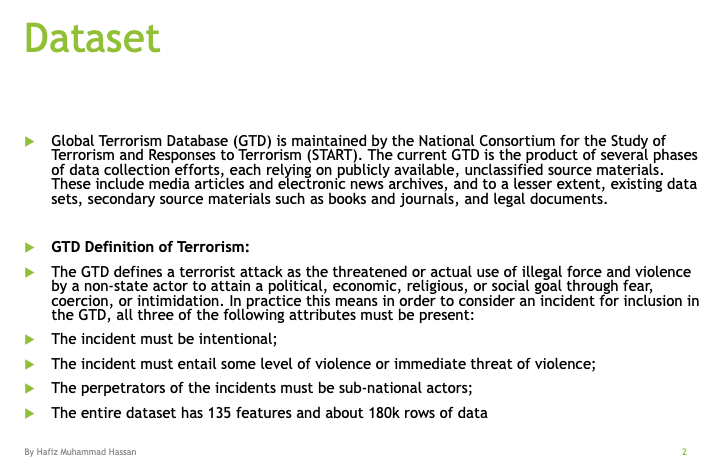 Dataset
Global Terrorism Database (GTD) is maintained by the National Consortium for the Study of
Terrorism and Responses to Terrorism (START). The current GTD is the product of several phases
of data collection efforts, each relying on publicly available, unclassified source materials.
These include media articles and electronic news archives, and to a lesser extent, existing data
sets, secondary source materials such as books and journals, and legal documents.
GTD Definition of Terrorism:
The GTD defines a terrorist attack as the threatened or actual use of illegal force and violence
by a non-state actor to attain a political, economic, religious, or social goal through fear,
coercion, or intimidation. In practice this means in order to consider an incident for inclusion in
the GTD, all three of the following attributes must be present:
The incident must be intentional;
The incident must entail some level of violence or immediate threat of violence;
The perpetrators of the incidents must be sub-national actors;
The entire dataset has 135 features and about 180k rows of data
By Hafiz Muhammad Hassan
2